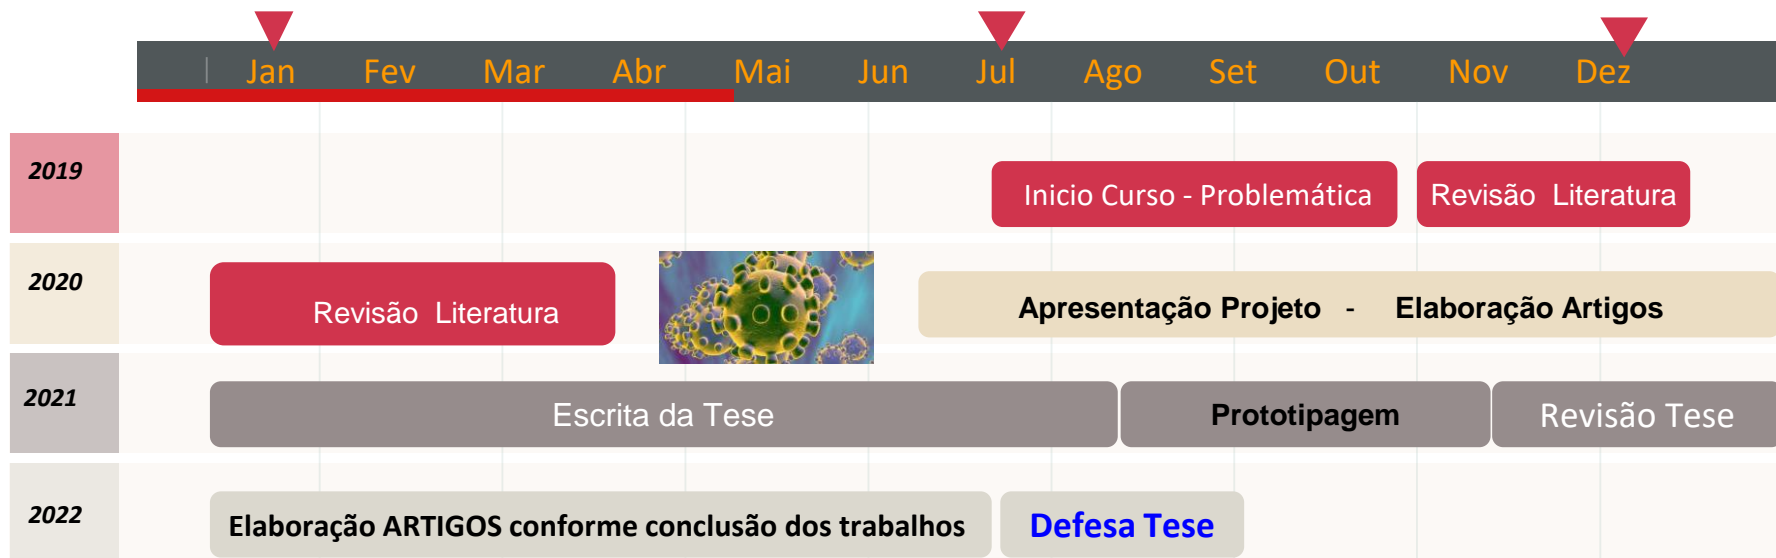 Jan Fev Mar Abr Mai Jun Jul Ago Set Out Nov Dez
2019
Inicio Curso - Problemática
Revisão Literatura
2020
Revisão Literatura
Apresentação Projeto - Elaboração Artigos
2021
Escrita da Tese
Prototipagem
Revisão Tese
2022
Elaboração ARTIGOS conforme conclusão dos trabalhos
Defesa Tese